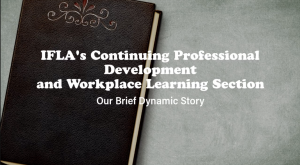 IFLA's Continuing Professional
Development
and Workplace Learning Section
Our Brief Dynamic Story